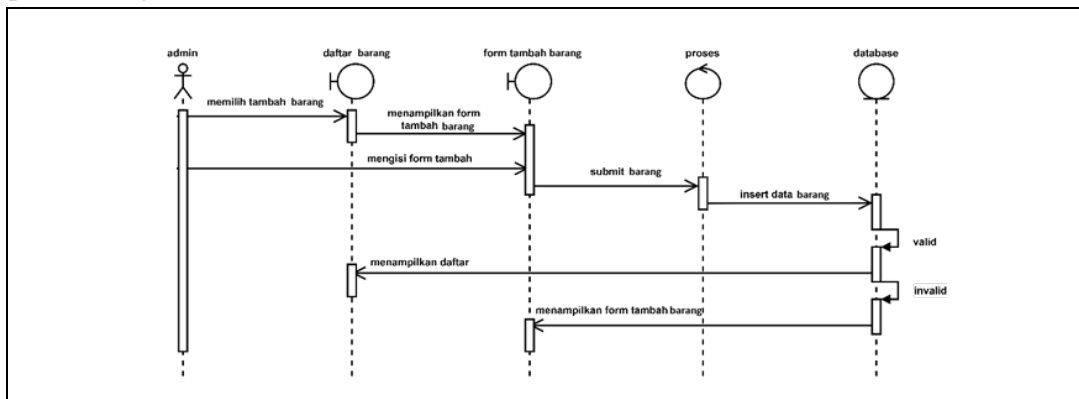 admin
daftar barang
form tambah barang
proses
database
memilih tambah barang
menampilkan form
tambah barang
mengisi form tambah
submit barang
insert data barang
valid
menampilkan daftar
invalid
menampilkan form tambah barang